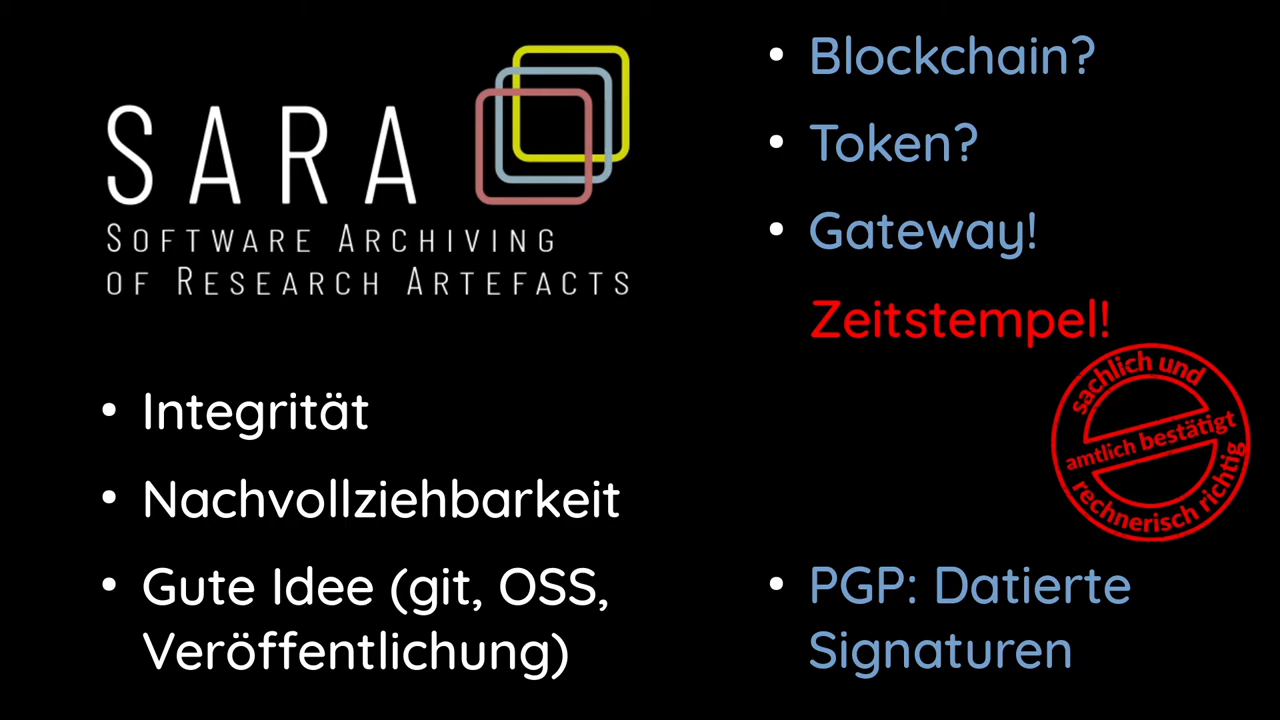 SARA
SOFTWARE ARCHIVING
OF RESEARCH ARTEFACTS
• Integrität
• Nachvollziehbarkeit
• Gute Idee (git, OSS,
Veröffentlichung)
• Blockchain?
• Token?
• Gateway!
Zeitstempel!
sachlich und
amtlich bestätigt
rechnerisch richtig
• PGP: Datierte
Signaturen